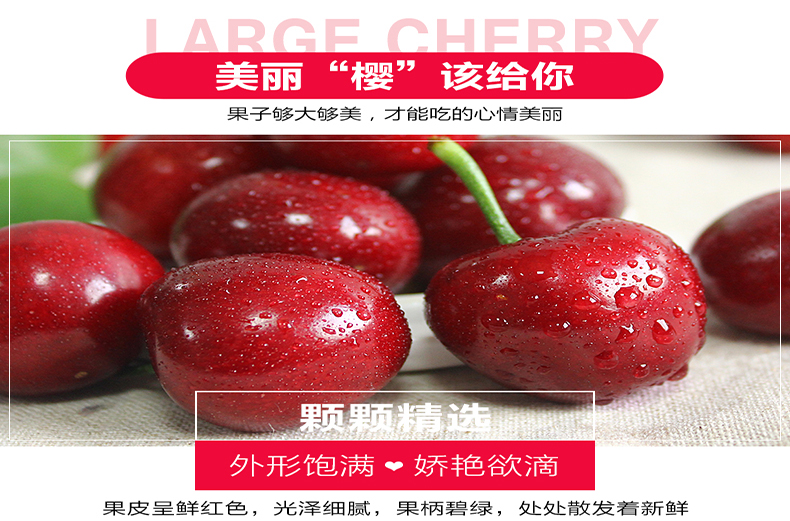 LARGE CHERRY
美丽“樱”该给你
果子够大够美，才能吃的心情美丽
颗颗精选
外形饱满 ❤ 娇艳欲滴
果皮呈鲜红色，光泽细腻，果柄碧绿，处处散发着新鲜